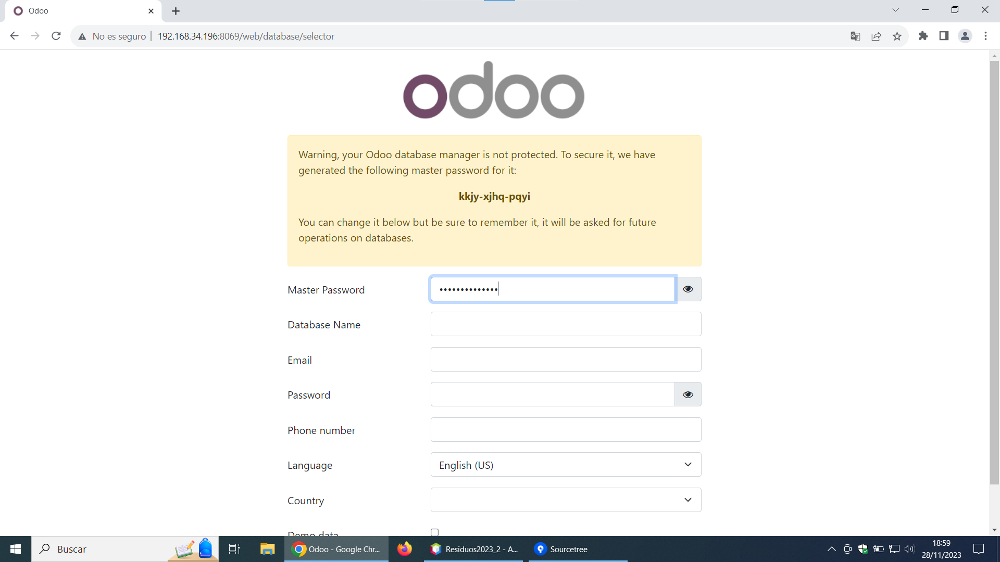 Odoo
No es seguro
192.168.34.196:8069/web/database/selector
odoo
Warning, your Odoo database manager is not protected. To secure it, we have
generated the following master password for it:
kkjy-xjhq-pqyi
You can change it below but be sure to remember it, it will be asked for future
operations on databases.
Master Password
••••••••••••••
Database Name
Email
Password
Phone number
Language
English (US)
Country
Demo data
Buscar
Odoo - Google Chr...
Residuos2023_2 - A...
Sourcetree
18:59
28/11/2023